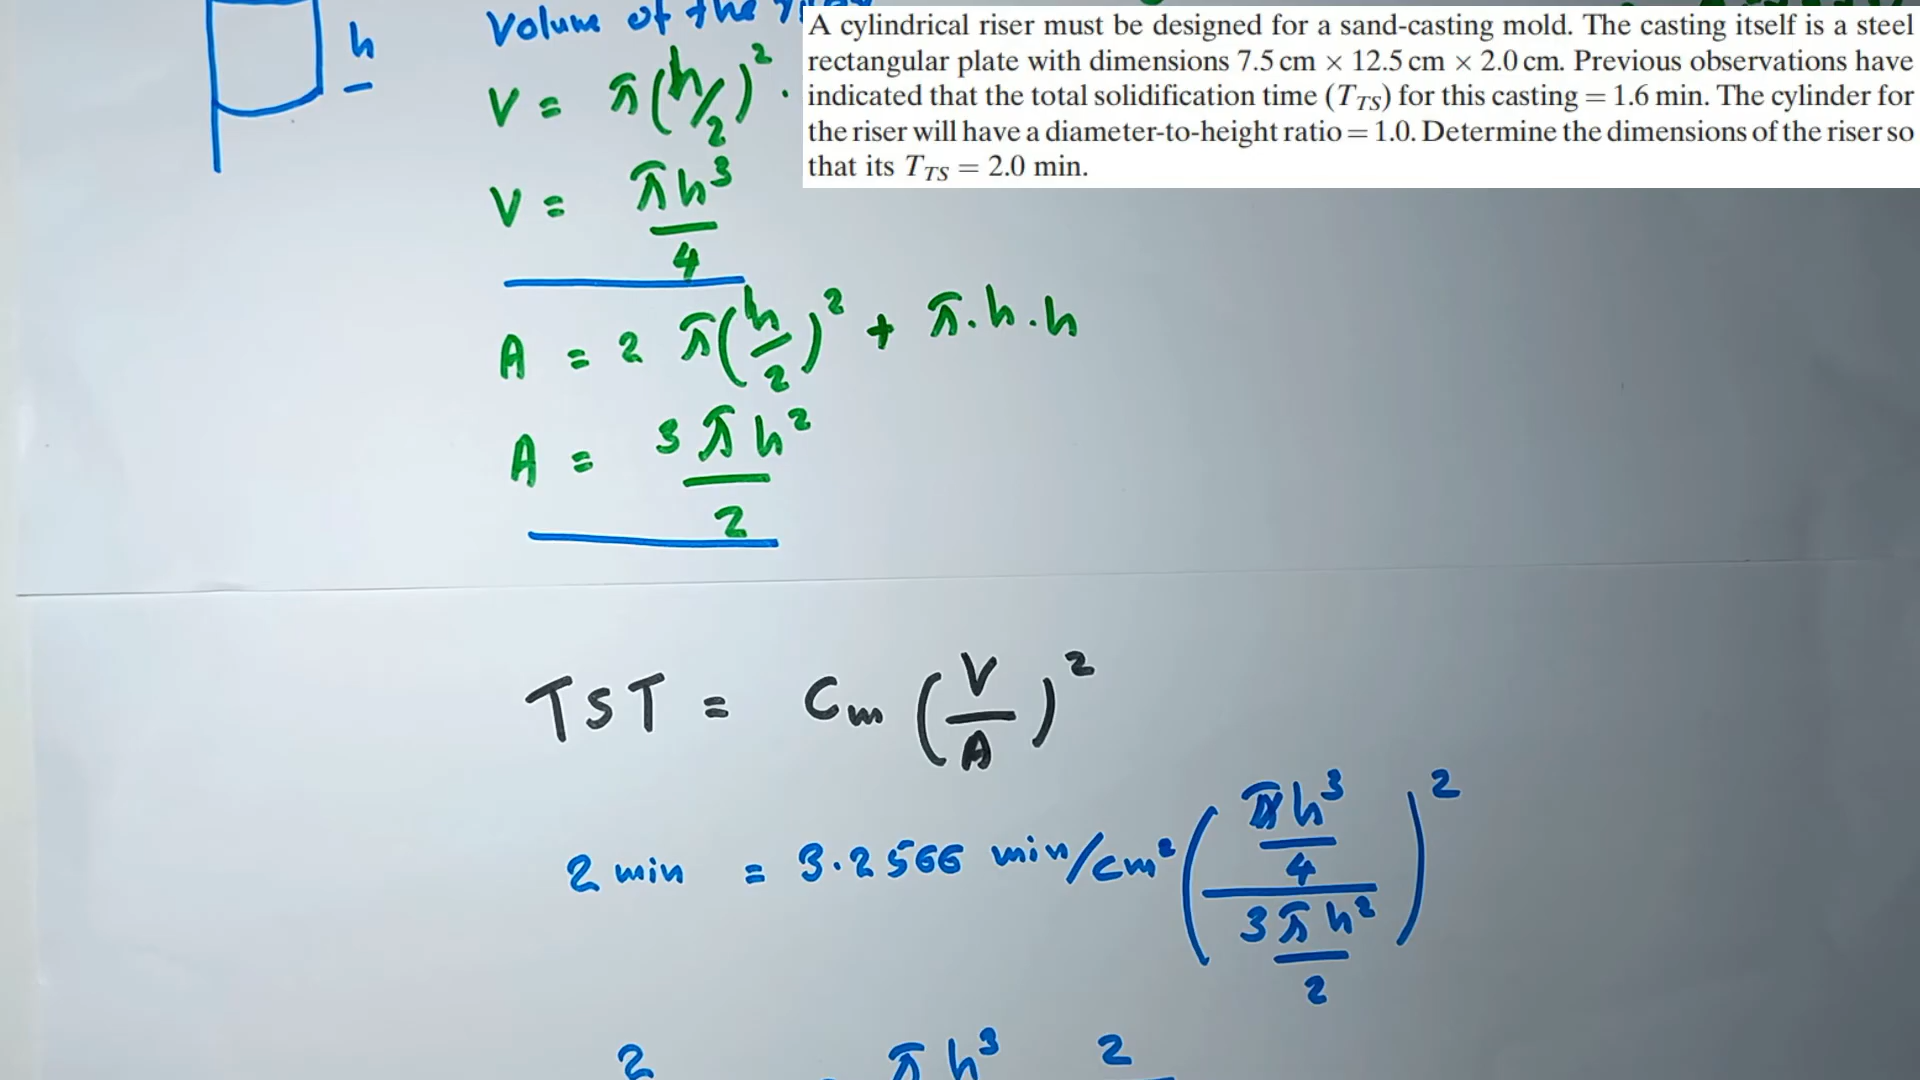 h
Volume of the
A cylindrical riser must be designed for a sand-casting mold. The casting itself is a steel
rectangular plate with dimensions 7.5 cm × 12.5 cm × 2.0 cm. Previous observations have
indicated that the total solidification time (T_TS) for this casting = 1.6 min. The cylinder for
the riser will have a diameter-to-height ratio = 1.0. Determine the dimensions of the riser so
that its T_TS = 2.0 min.
V = π(h/2)² .
V = πh³/4
A = 2 π(h/2)² + π.h.h
A = 3πh²/2
TST = Cm (V/A)²
2 min = 3.2566 min/cm² ((πh³/4)/(3πh²/2))²
2 πh³ 2